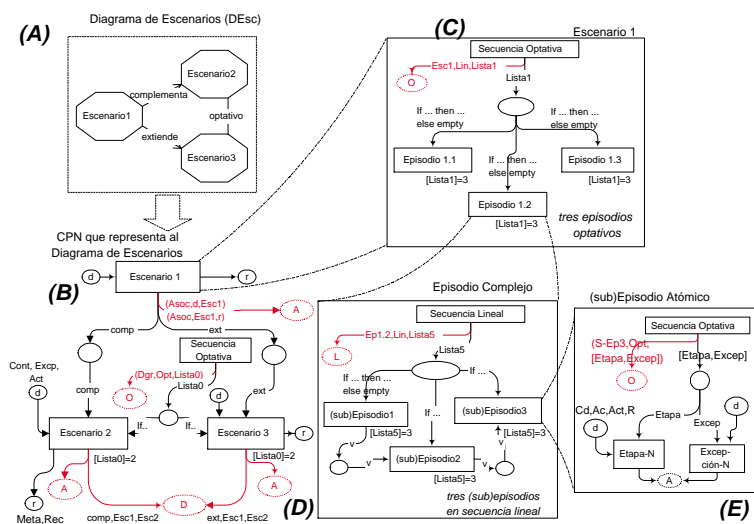 Diagrama de Escenarios (DEsc)
(A)
Escenario2
complementa
Escenario1
optativo
extiende
Escenario3
CPN que representa al
Diagrama de Escenarios
(B)
d
Escenario 1
r
(Asoc,d,Esc1)
(Asoc,Esc1,r)
A
comp
ext
Secuencia
Optativa
Cont, Excp,
Act
d
comp
(Dgr,Opt,Lista0)
O
Lista0
d
ext
Escenario 2
If..
If..
Escenario 3
r
[Lista0]=2
[Lista0]=2
A
A
r
Meta,Rec
D
comp,Esc1,Esc2
ext,Esc1,Esc2
(C)
Escenario 1
Secuencia Optativa
Esc1,Lin,Lista1
O
Lista1
If ... then ...
else empty
If ... then ...
else empty
If ... then ...
else empty
Episodio 1.1
Episodio 1.3
[Lista1]=3
[Lista1]=3
Episodio 1.2
[Lista1]=3
tres episodios
optativos
(D)
Episodio Complejo
Secuencia Lineal
Ep1.2,Lin,Lista5
L
Lista5
If ... then ...
else empty
If ...
If ...
(sub)Episodio1
(sub)Episodio3
[Lista5]=3
[Lista5]=3
v
v
(sub)Episodio2
v
v
[Lista5]=3
tres (sub)episodios
en secuencia lineal
(sub)Episodio Atómico
Secuencia Optativa
(S-Ep3,Opt,
[Etapa,Excep])
[Etapa,Excep]
O
Cd,Ac,Act,R
d
Etapa
Excep
d
Etapa-N
Excep-
ción-N
A
(E)